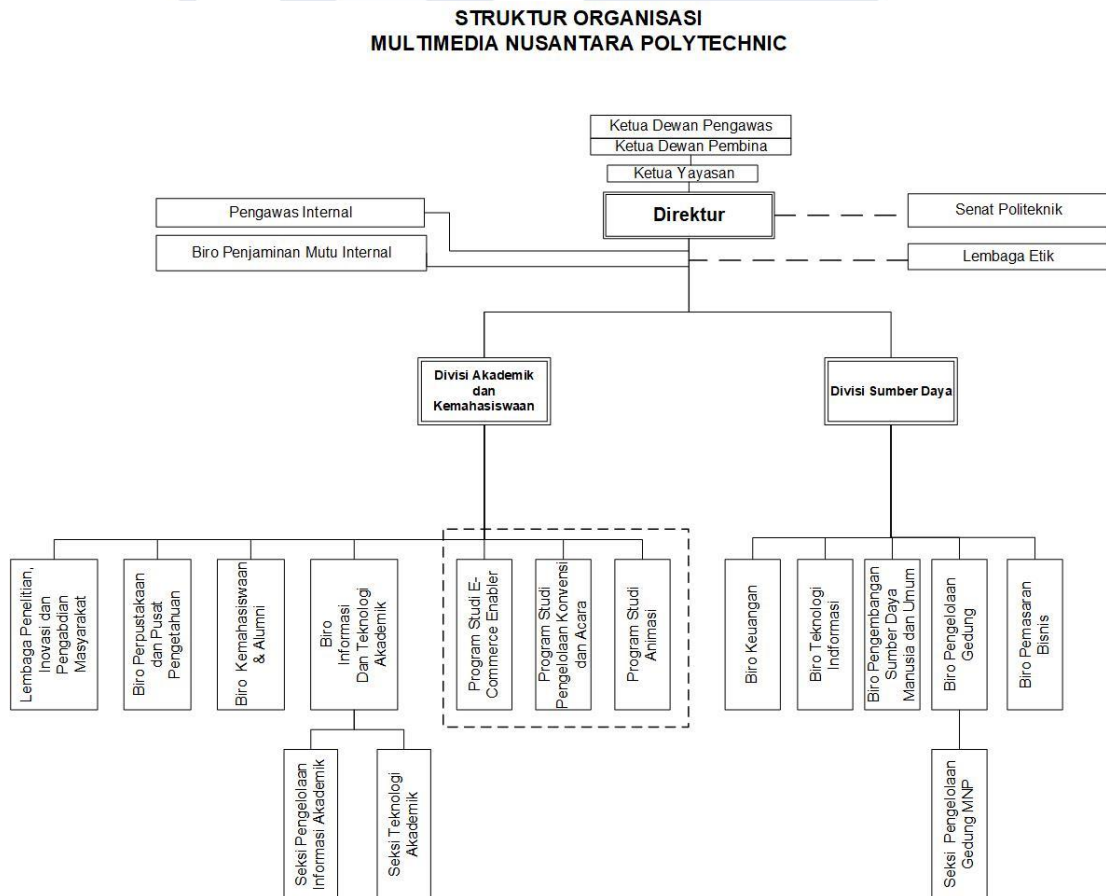 STRUKTUR ORGANISASI
MULTIMEDIA NUSANTARA POLYTECHNIC
Ketua Dewan Pengawas
Ketua Dewan Pembina
Ketua Yayasan
Direktur
Pengawas Internal
Senat Politeknik
Biro Penjaminan Mutu Internal
Lembaga Etik
Divisi Akademik
dan
Kemahasiswaan
Divisi Sumber Daya
Lembaga Penelitian,
Inovasi dan
Pengabdian
Masyarakat
Biro Perpustakaan
dan Pusat
Pengetahuan
Biro Kemahasiswaan
& Alumni
Biro
Informasi
Dan Teknologi
Akademik
Program Studi E-
Commerce Enabler
Program Studi
Pengelolaan Konvensi
dan Acara
Program Studi
Animasi
Biro Keuangan
Biro Teknologi
Indformasi
Biro Pengembangan
Sumber Daya
Manusia dan Umum
Biro Pengelolaan
Gedung
Biro Pemasaran
Bisnis
Seksi Pengelolaan
Informasi Akademik
Seksi Teknologi
Akademik
Seksi Pengelolaan
Gedung MNP